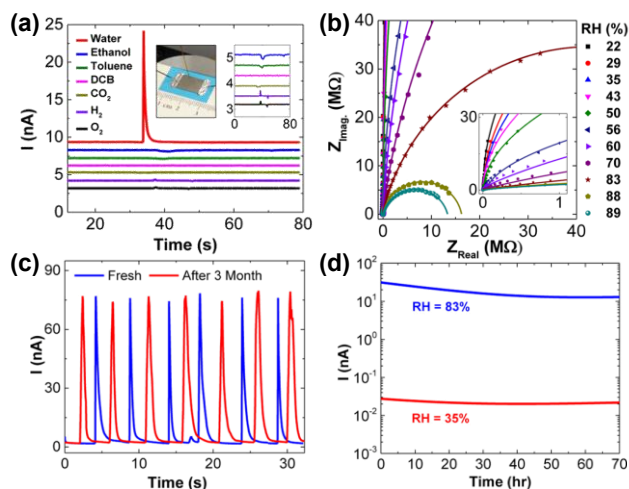 (a)
I (nA)
25
20
15
10
5
0
Water
Ethanol
Toluene
DCB
CO2
H2
O2
5
4
3
0 80
20 40 60 80
Time (s)
(b)
ZImag. (MΩ)
40
30
20
10
0
30
0
0 1
0 10 20 30 40
ZReal (MΩ)
RH (%)
22
29
35
43
50
56
60
70
83
88
89
(c)
Fresh
After 3 Month
I (nA)
90
60
30
0
0 10 20 30
Time (s)
(d)
I (nA)
10^2
10^1
10^0
10^-1
10^-2
10^-3
RH = 83%
RH = 35%
0 10 20 30 40 50 60 70
Time (hr)